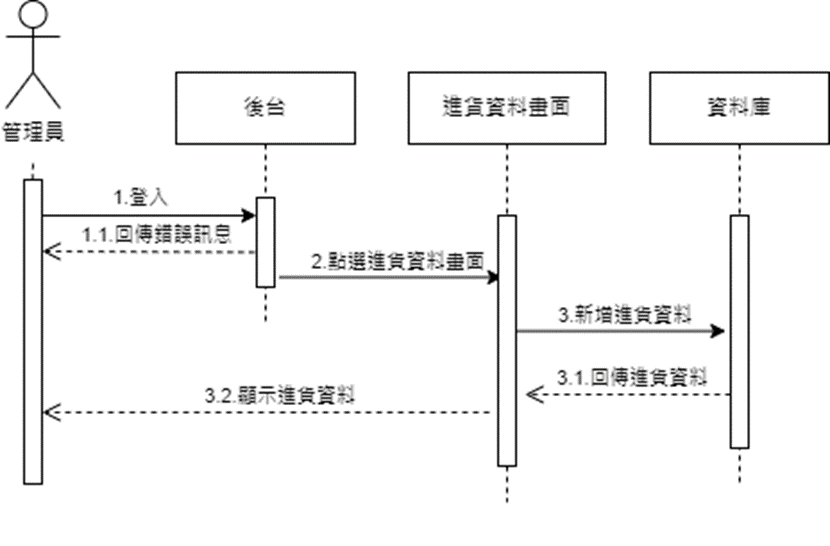 管理員
後台
進貨資料畫面
資料庫
1.登入
1.1.回傳錯誤訊息
2.點選進貨資料畫面
3.新增進貨資料
3.1.回傳進貨資料
3.2.顯示進貨資料